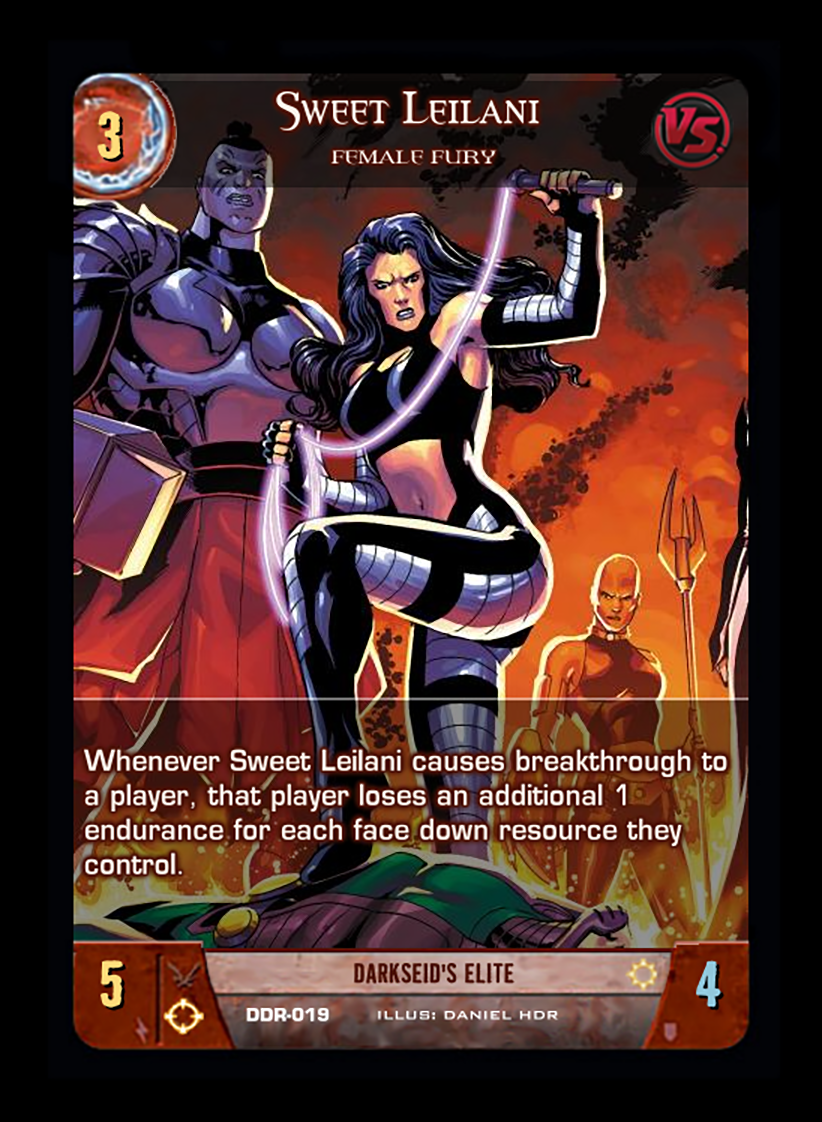 3
Sweet Leilani
VS.
FEMALE FURY
Whenever Sweet Leilani causes breakthrough to
a player, that player loses an additional 1
endurance for each face down resource they
control.
5
DARKSEID'S ELITE
4
DDR-019
ILLUS: DANIEL HDR